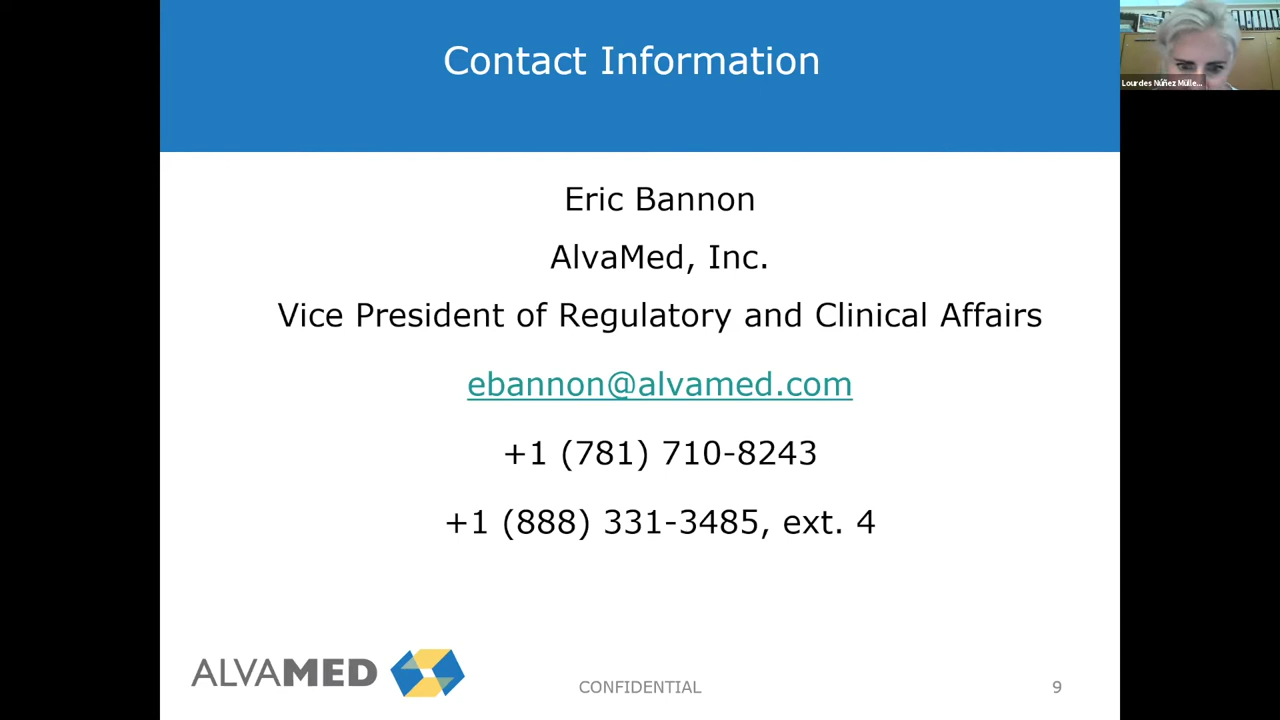 Contact Information
Lourdes Núñez Mülle...
Eric Bannon
AlvaMed, Inc.
Vice President of Regulatory and Clinical Affairs
ebannon@alvamed.com
+1 (781) 710-8243
+1 (888) 331-3485, ext. 4
ALVAMED
CONFIDENTIAL
9